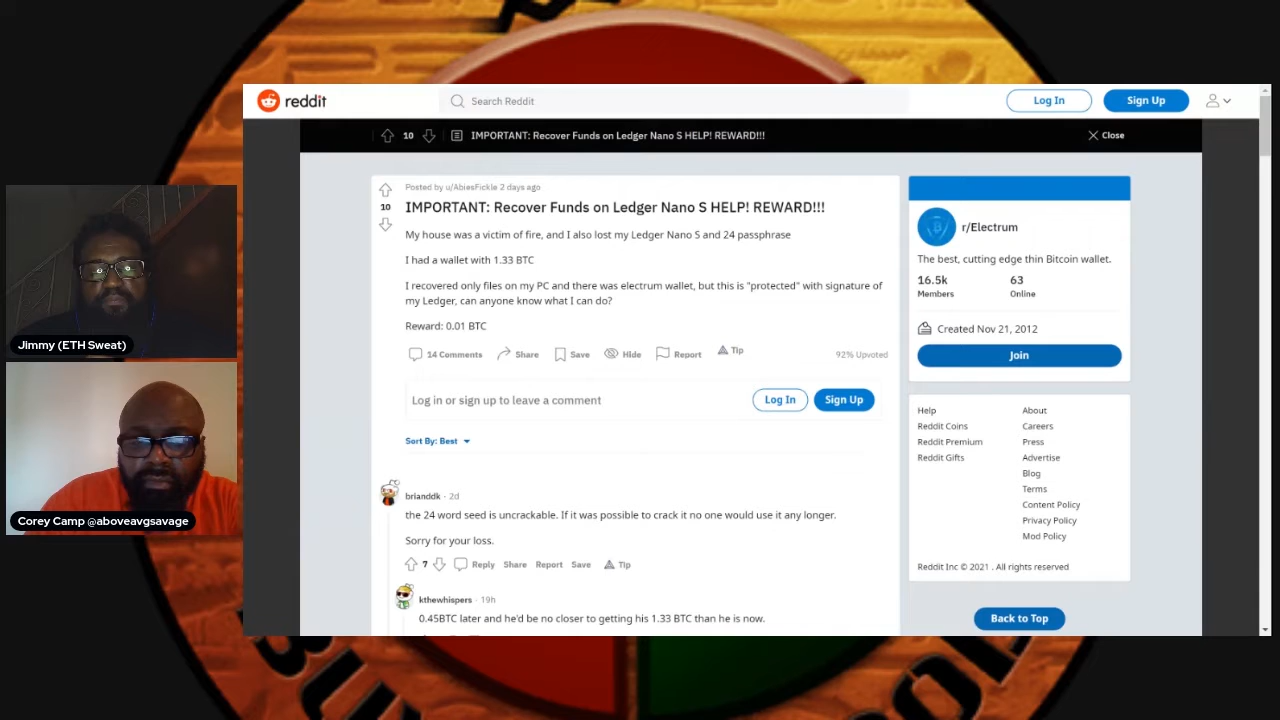 reddit
Search Reddit
Log In
Sign Up
10
IMPORTANT: Recover Funds on Ledger Nano S HELP! REWARD!!!
Close
Posted by u/AbiesFickle 2 days ago
10
IMPORTANT: Recover Funds on Ledger Nano S HELP! REWARD!!!
My house was a victim of fire, and I also lost my Ledger Nano S and 24 passphrase
I had a wallet with 1.33 BTC
I recovered only files on my PC and there was electrum wallet, but this is "protected" with signature of
my Ledger, can anyone know what I can do?
Reward: 0.01 BTC
14 Comments
Share
Save
Hide
Report
Tip
92% Upvoted
Log in or sign up to leave a comment
Log In
Sign Up
Sort By: Best
brianddk · 2d
the 24 word seed is uncrackable. If it was possible to crack it no one would use it any longer.
Sorry for your loss.
7
Reply
Share
Report
Save
Tip
kthewhispers · 19h
0.45BTC later and he'd be no closer to getting his 1.33 BTC than he is now.
r/Electrum
The best, cutting edge thin Bitcoin wallet.
16.5k
63
Members
Online
Created Nov 21, 2012
Join
Help
Reddit Coins
Reddit Premium
Reddit Gifts
About
Careers
Press
Advertise
Blog
Terms
Content Policy
Privacy Policy
Mod Policy
Reddit Inc © 2021 . All rights reserved
Back to Top
Jimmy (ETH Sweat)
Corey Camp @aboveavgsavage